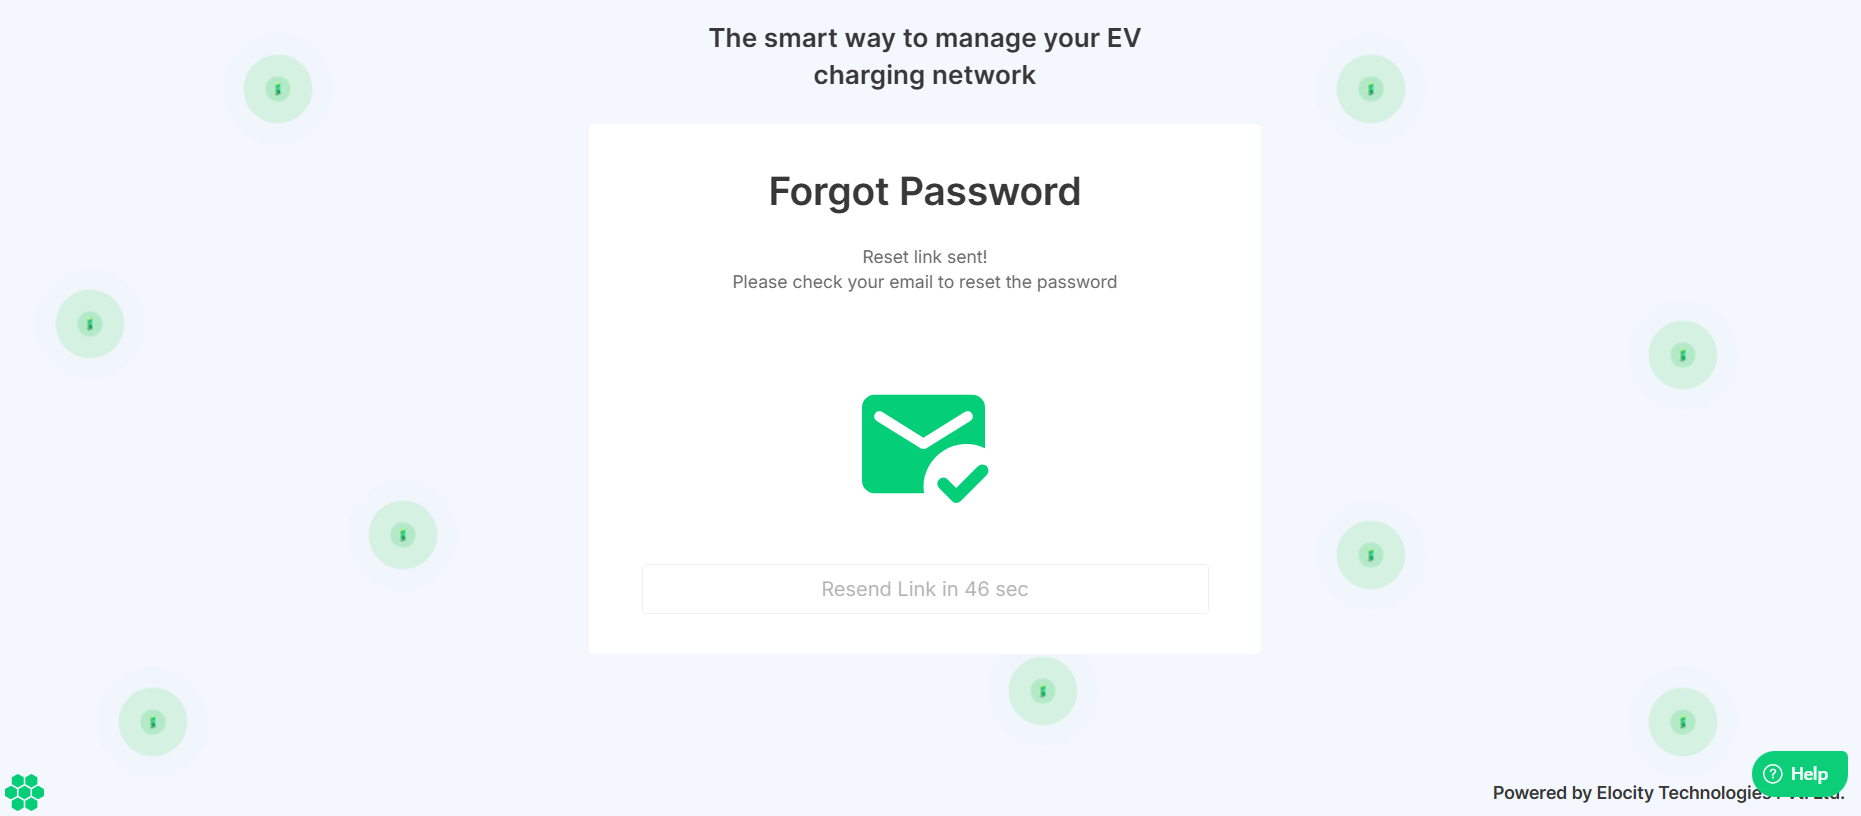 The smart way to manage your EV
charging network
Forgot Password
Reset link sent!
Please check your email to reset the password
Resend Link in 46 sec
Help
Powered by Elocity Technologies Ltd.